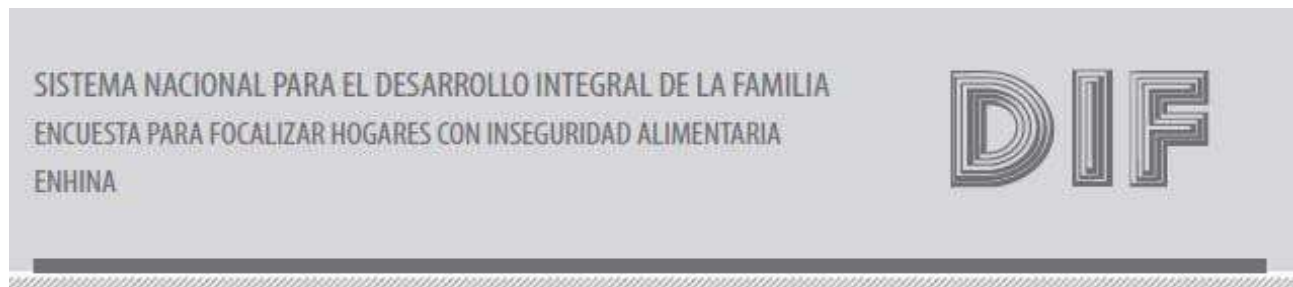 SISTEMA NACIONAL PARA EL DESARROLLO INTEGRAL DE LA FAMILIA
ENCUESTA PARA FOCALIZAR HOGARES CON INSEGURIDAD ALIMENTARIA
ENHINA
DIF